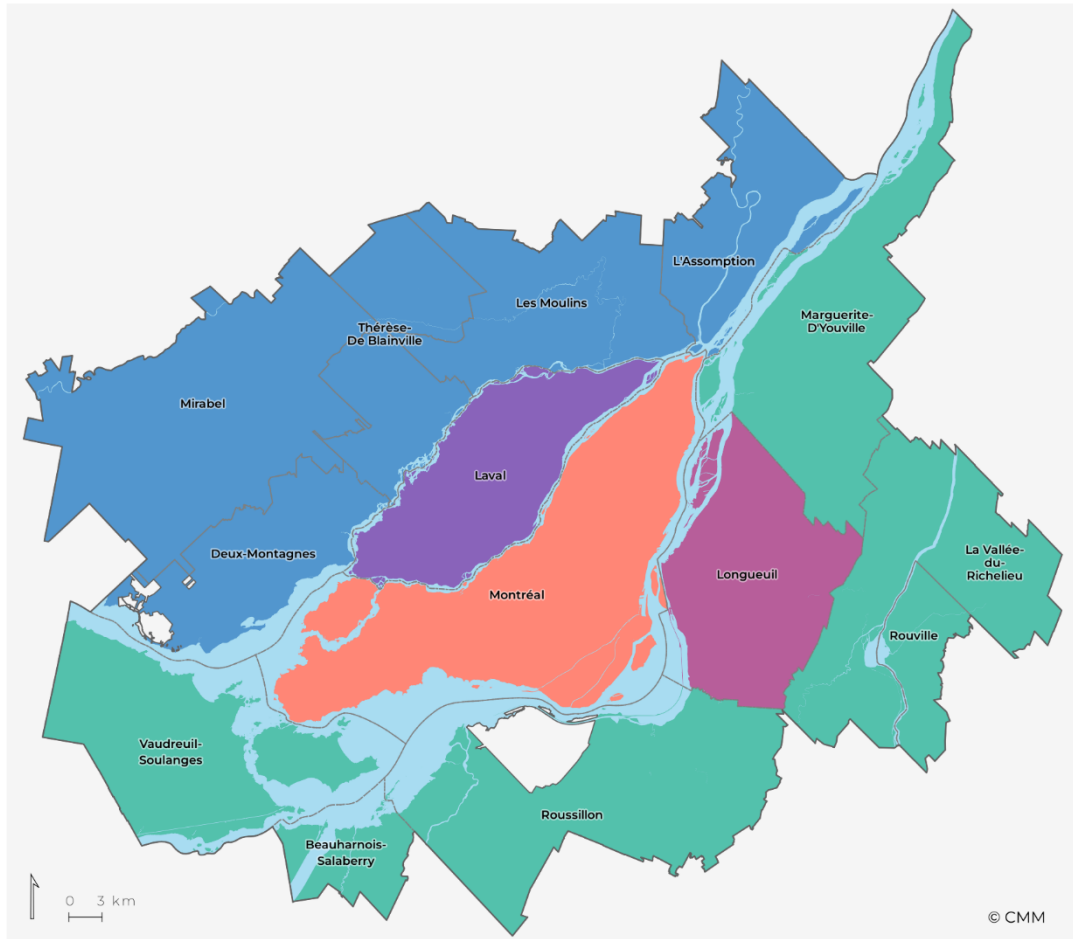 L'Assomption
Les Moulins
Marguerite-
D'Youville
Thérèse-
De Blainville
Mirabel
Laval
Deux-Montagnes
La Vallée-
du-
Richelieu
Longueuil
Montréal
Rouville
Vaudreuil-
Soulanges
Roussillon
Beauharnois-
Salaberry
0 3 km
© CMM